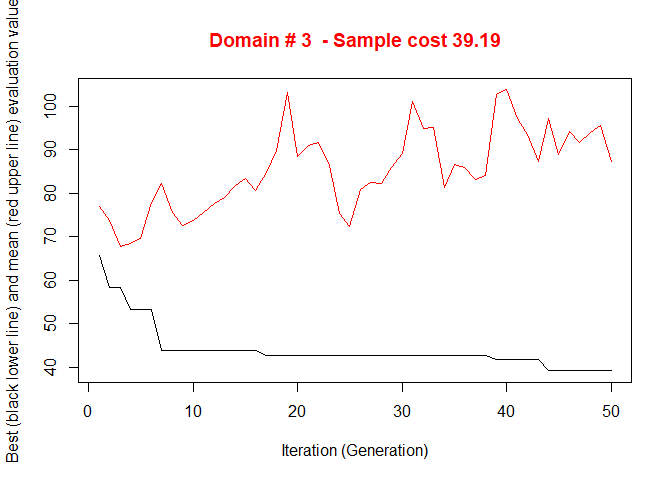 Domain # 3  - Sample cost 39.19
Best (black lower line) and mean (red upper line) evaluation value
100
90
80
70
60
50
40
0 10 20 30 40 50
Iteration (Generation)